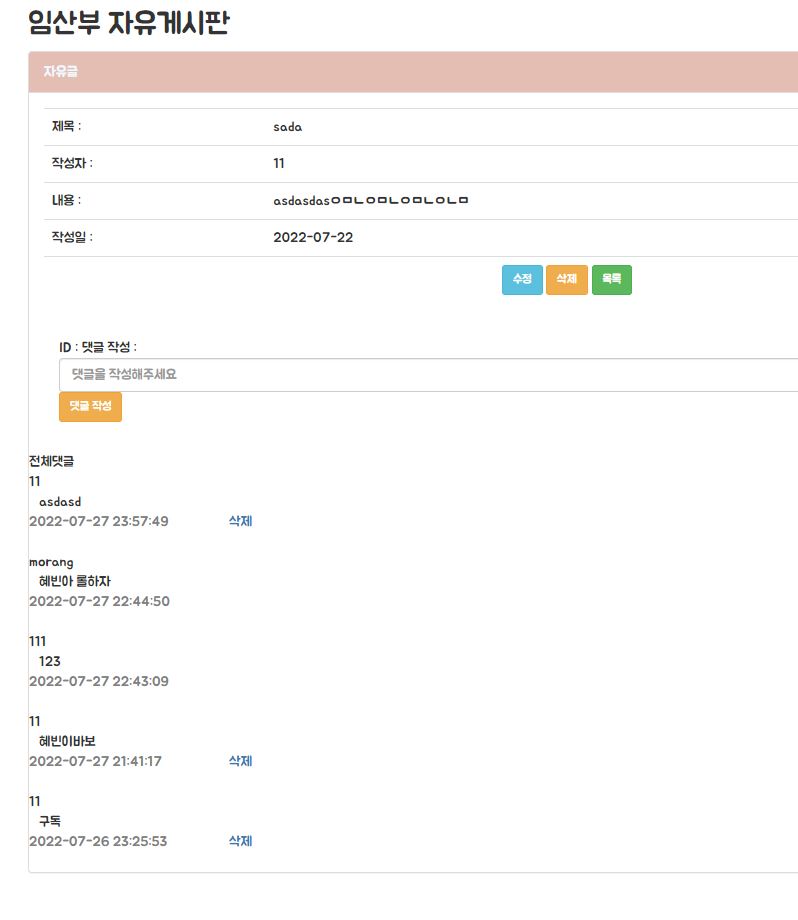 임산부 자유게시판
자유글
제목 : sada
작성자 : 11
내용 : asdasdasㅇㅁㄴㅇㅁㄴㅇㅁㄴㅇㄴㅁ
작성일 : 2022-07-22
수정 삭제 목록
ID : 댓글 작성 :
댓글을 작성해주세요
댓글 작성
전체댓글
11
asdasd
2022-07-27 23:57:49 삭제
morang
혜빈아 롤하자
2022-07-27 22:44:50
111
123
2022-07-27 22:43:09
11
혜빈이바보
2022-07-27 21:41:17 삭제
11
구독
2022-07-26 23:25:53 삭제